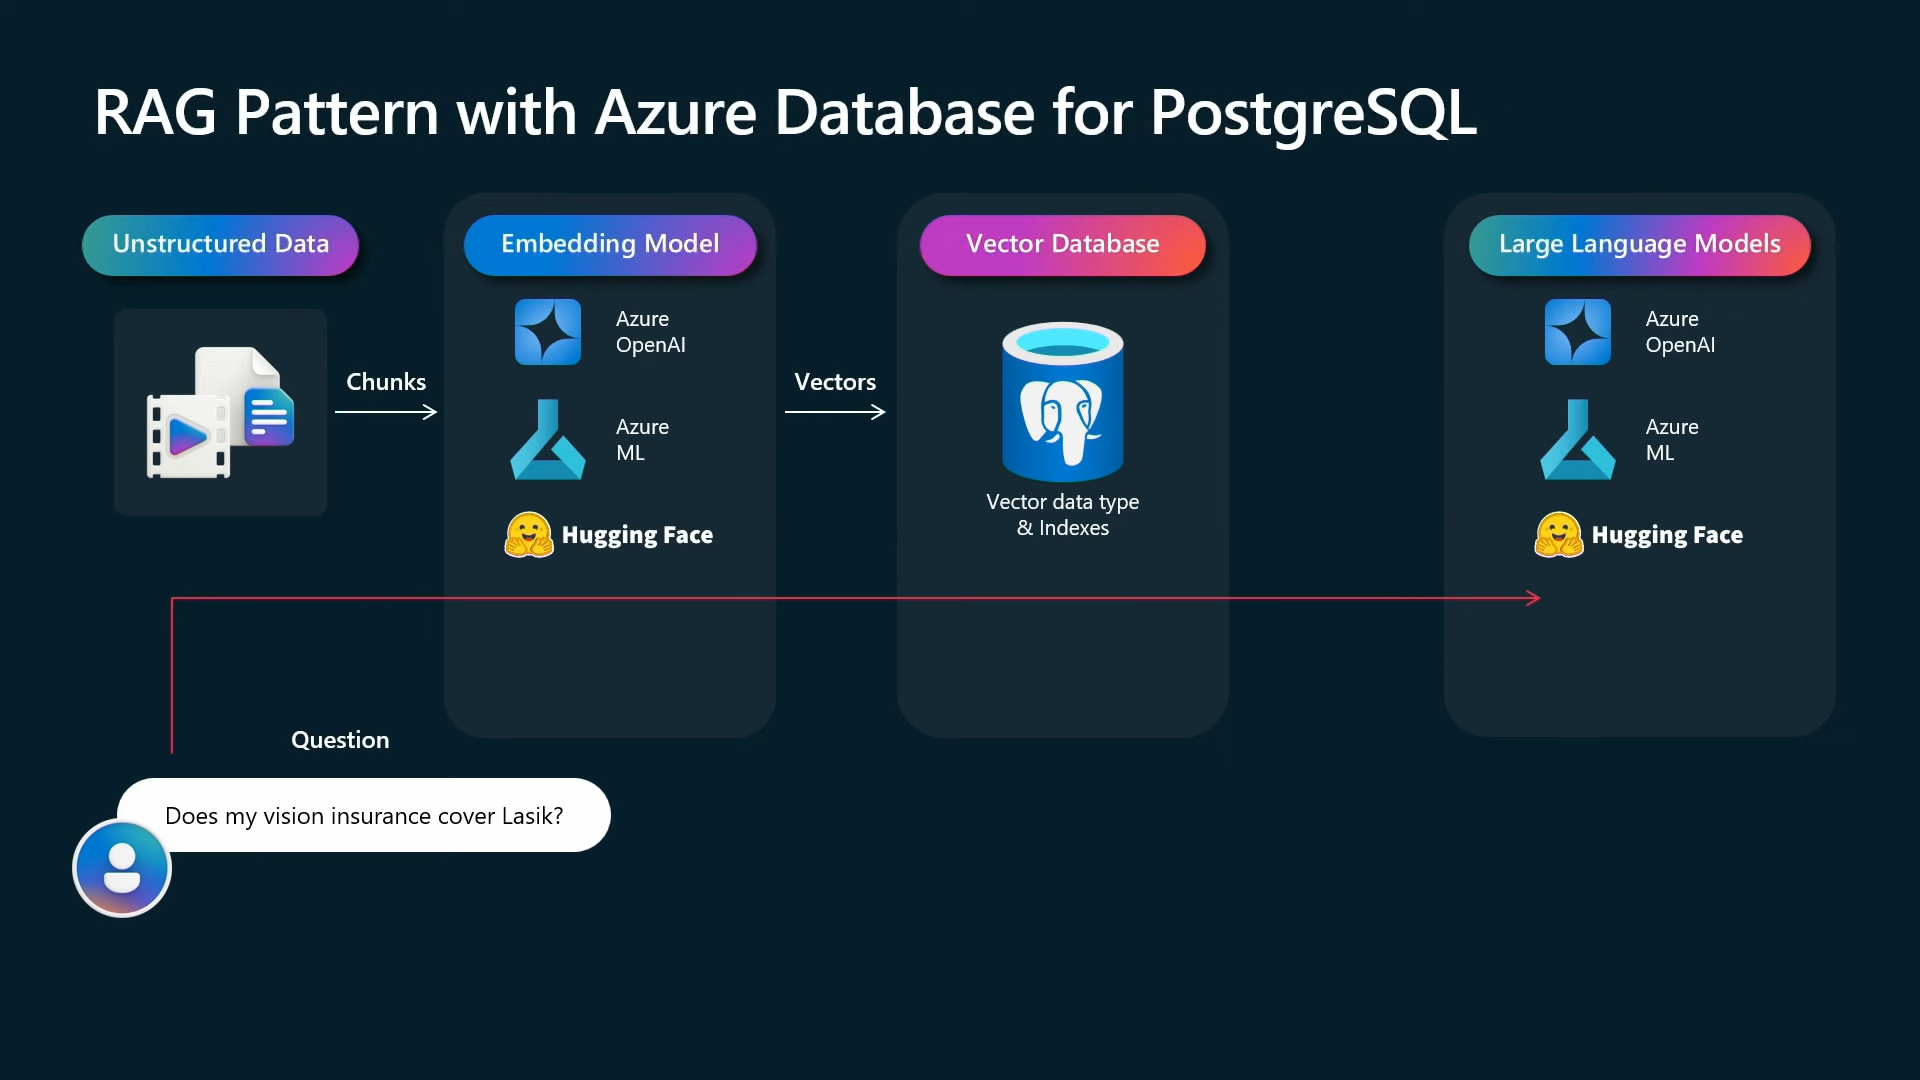 RAG Pattern with Azure Database for PostgreSQL
Unstructured Data
Chunks
Embedding Model
Azure
OpenAI
Azure
ML
Hugging Face
Vectors
Vector Database
Vector data type
& Indexes
Large Language Models
Azure
OpenAI
Azure
ML
Hugging Face
Question
Does my vision insurance cover Lasik?